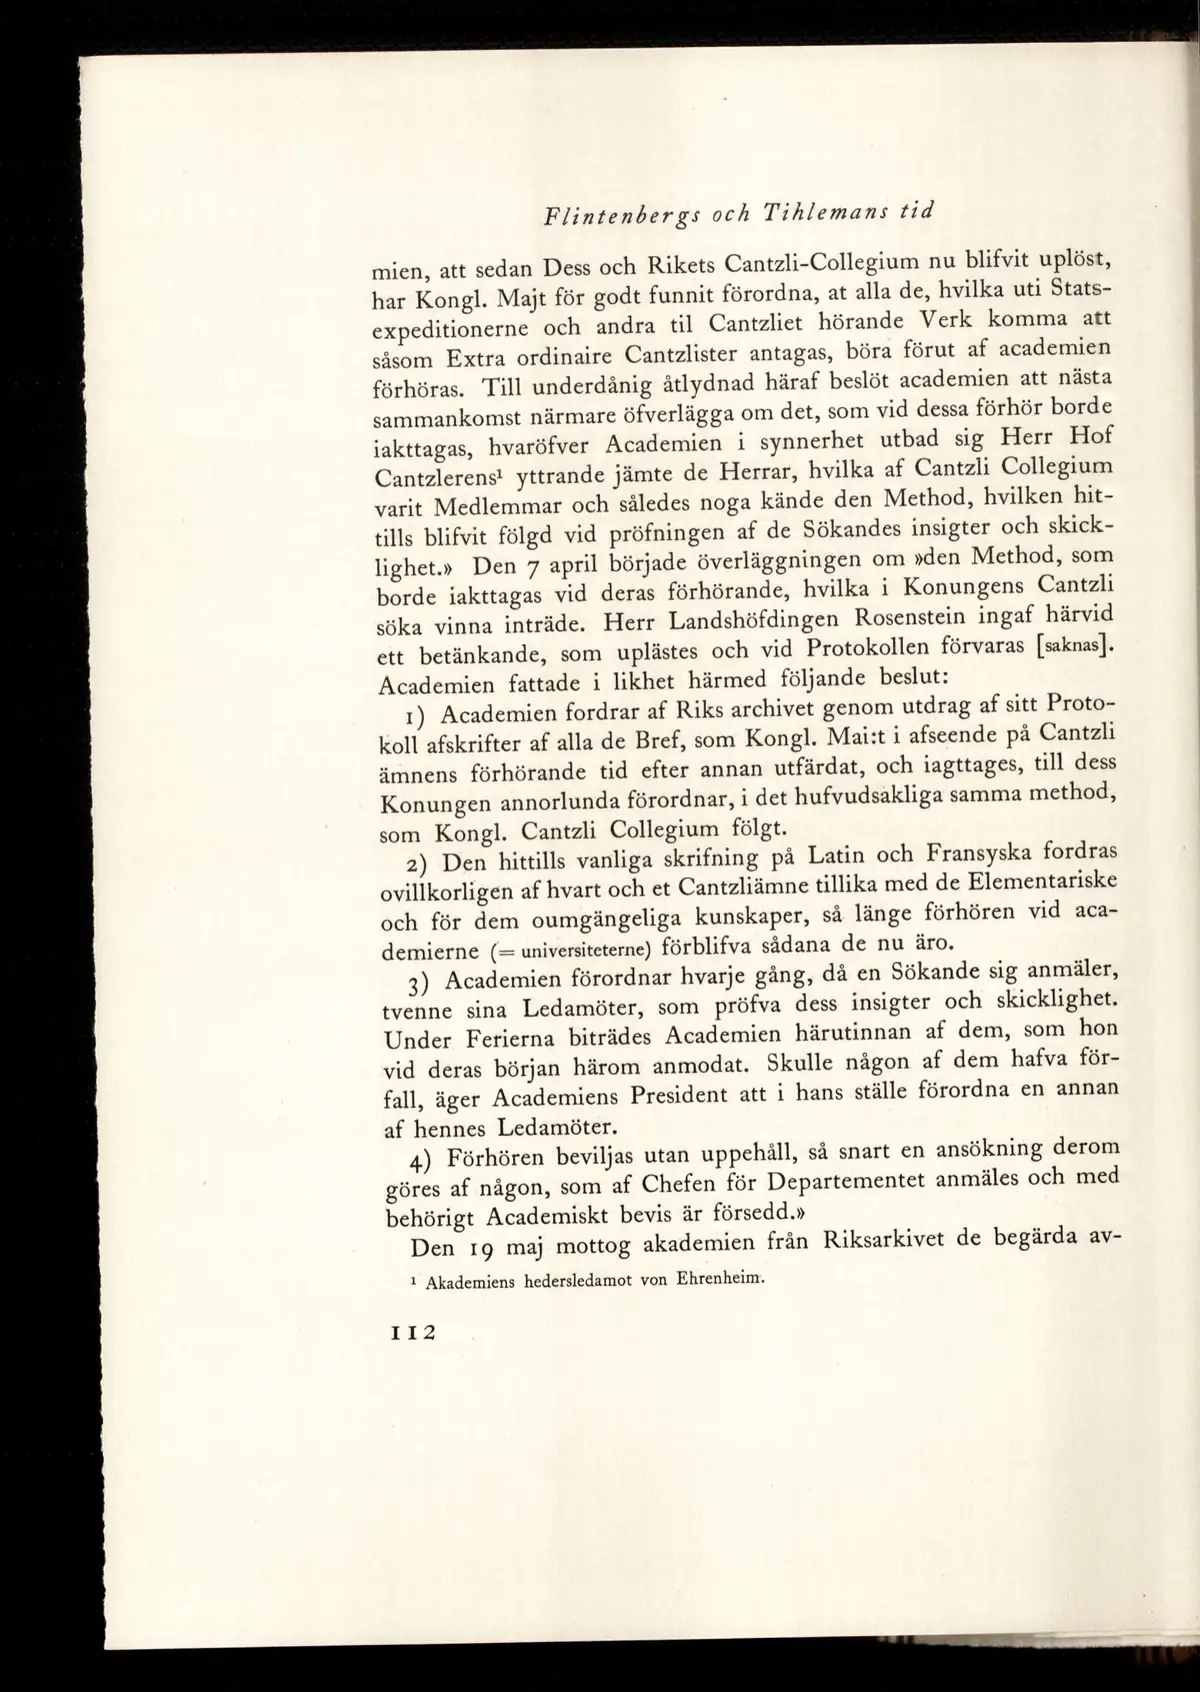 Flintenbergs och Tihlemans tid
mien, att sedan Dess och Rikets Cantzli-Collegium nu blifvit uplöst,
har Kongl. Majt för godt funnit förordna, at alla de, hvilka uti Stats-
expeditionerne och andra til Cantzliet hörande Verk komma att
såsom Extra ordinaire Cantzlister antagas, böra förut af academien
förhöras. Till underdånig åtlydnad häraf beslöt academien att nästa
sammankomst närmare öfverlägga om det, som vid dessa förhör borde
iakttagas, hvaröfver Academien i synnerhet utbad sig Herr Hof
Cantzlerens¹ yttrande jämte de Herrar, hvilka af Cantzli Collegium
varit Medlemmar och således noga kände den Method, hvilken hit-
tills blifvit fölgd vid pröfningen af de Sökandes insigter och skick-
lighet.» Den 7 april började överläggningen om »den Method, som
borde iakttagas vid deras förhörande, hvilka i Konungens Cantzli
söka vinna inträde. Herr Landshöfdingen Rosenstein ingaf härvid
ett betänkande, som uplästes och vid Protokollen förvaras [saknas].
Academien fattade i likhet härmed följande beslut:
1) Academien fordrar af Riks archivet genom utdrag af sitt Proto-
koll afskrifter af alla de Bref, som Kongl. Mai:t i afseende på Cantzli
ämnens förhörande tid efter annan utfärdat, och iagttages, till dess
Konungen annorlunda förordnar, i det hufvudsakliga samma method,
som Kongl. Cantzli Collegium fölgt.
2) Den hittills vanliga skrifning på Latin och Fransyska fordras
ovillkorligen af hvart och et Cantzliämne tillika med de Elementariske
och för dem oumgängeliga kunskaper, så länge förhören vid aca-
demierne (= universiteterne) förblifva sådana de nu äro.
3) Academien förordnar hvarje gång, då en Sökande sig anmäler,
tvenne sina Ledamöter, som pröfva dess insigter och skicklighet.
Under Ferierna biträdes Academien härutinnan af dem, som hon
vid deras början härom anmodat. Skulle någon af dem hafva för-
fall, äger Academiens President att i hans ställe förordna en annan
af hennes Ledamöter.
4) Förhören beviljas utan uppehåll, så snart en ansökning derom
göres af någon, som af Chefen för Departementet anmäles och med
behörigt Academiskt bevis är försedd.»
Den 19 maj mottog akademien från Riksarkivet de begärda av-
¹ Akademiens hedersledamot von Ehrenheim.
112